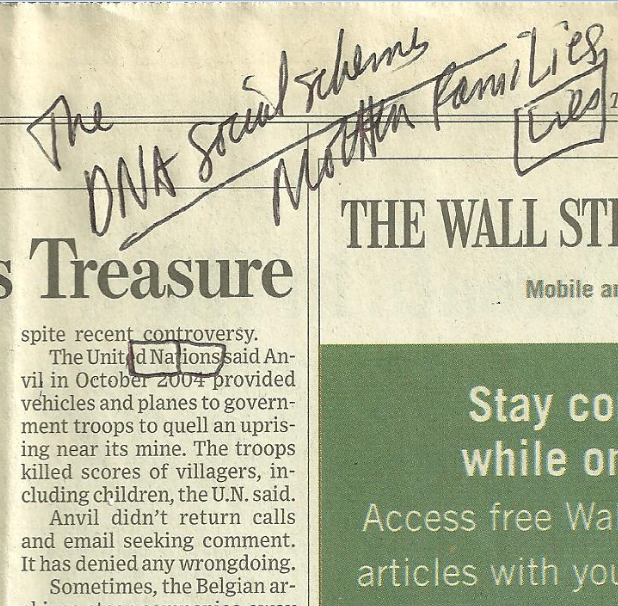 The
DNA Social Schems
Families
Lies
s Treasure
spite recent controversy.
The United Nations said An-
vil in October 2004 provided
vehicles and planes to govern-
ment troops to quell an upris-
ing near its mine. The troops
killed scores of villagers, in-
cluding children, the U.N. said.
Anvil didn't return calls
and email seeking comment.
It has denied any wrongdoing.
Sometimes, the Belgian ar-
THE WALL ST
Mobile a
Stay co
while o
Access free Wa
articles with you